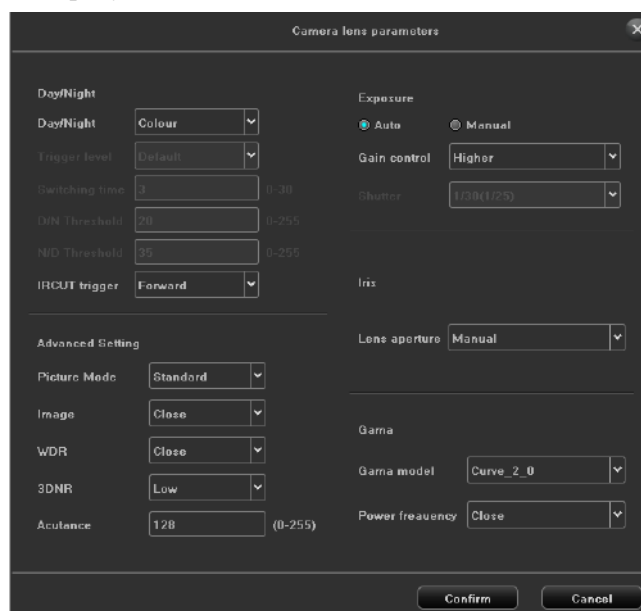 Camera lens parameters
Day/Night
Day/Night Colour
Trigger level Default
Switching time 3 0-30
D/N Threshold 20 0-255
N/D Threshold 35 0-255
IRCUT trigger Forward
Advanced Setting
Picture Mode Standard
Image Close
WDR Close
3DNR Low
Acutance 128 (0-255)
Exposure
Auto Manual
Gain control Higher
Shutter 1/30(1/25)
Iris
Lens aperture Manual
Gama
Gama model Curve_2_0
Power freauency Close
Confirm Cancel